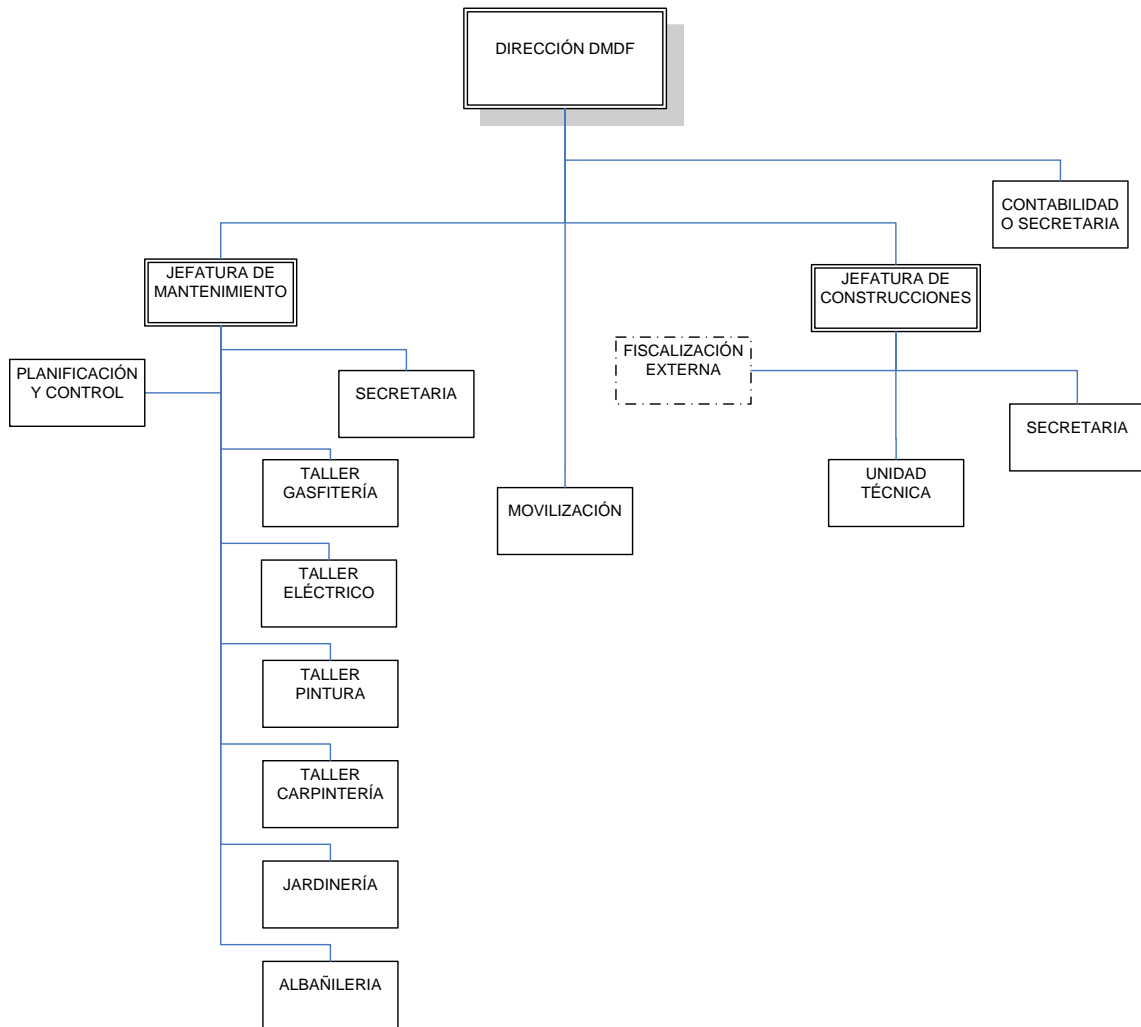 DIRECCIÓN DMDF
CONTABILIDAD
O SECRETARIA
JEFATURA DE
MANTENIMIENTO
JEFATURA DE
CONSTRUCCIONES
PLANIFICACIÓN
Y CONTROL
SECRETARIA
FISCALIZACIÓN
EXTERNA
SECRETARIA
TALLER
GASFITERÍA
MOVILIZACIÓN
UNIDAD
TÉCNICA
TALLER
ELÉCTRICO
TALLER
PINTURA
TALLER
CARPINTERÍA
JARDINERÍA
ALBAÑILERIA